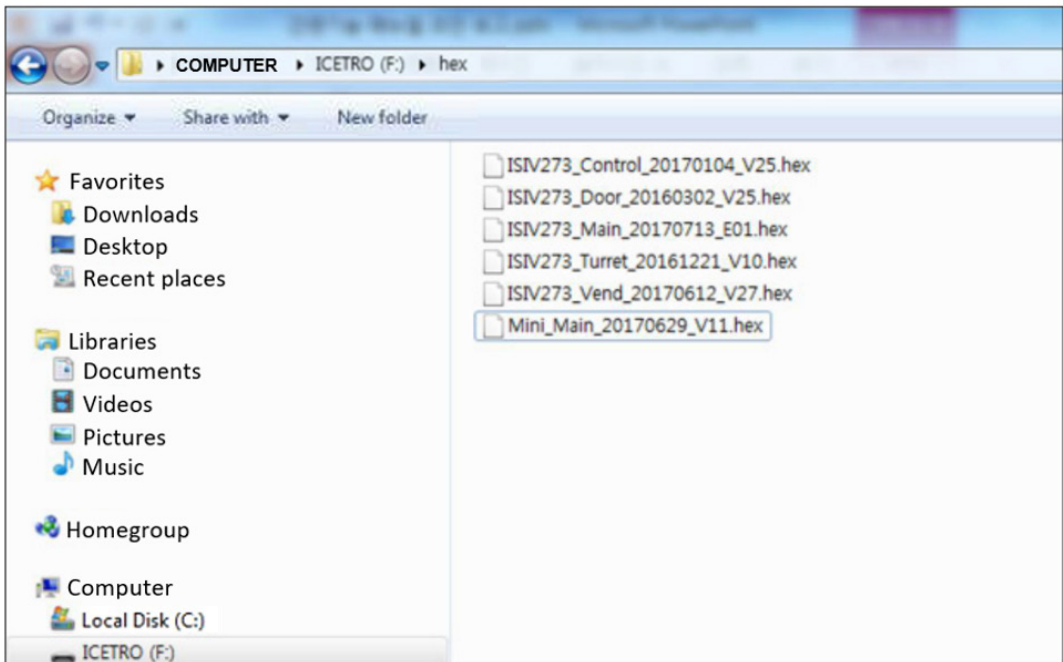 COMPUTER ▸ ICETRO (F:) ▸ hex
Organize Share with New folder
Favorites
Downloads
Desktop
Recent places
Libraries
Documents
Videos
Pictures
Music
Homegroup
Computer
Local Disk (C:)
ICETRO (F:)
ISIV273_Control_20170104_V25.hex
ISIV273_Door_20160302_V25.hex
ISIV273_Main_20170713_E01.hex
ISIV273_Turret_20161221_V10.hex
ISIV273_Vend_20170612_V27.hex
Mini_Main_20170629_V11.hex